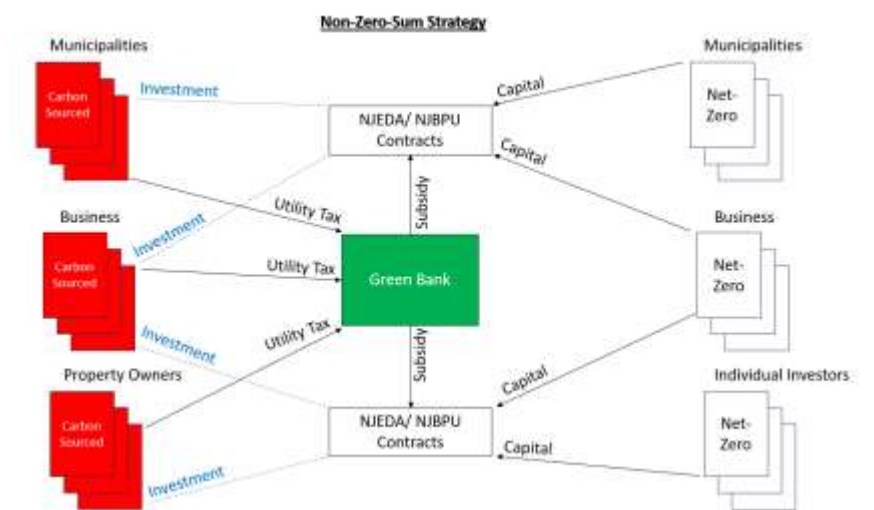 Non-Zero-Sum Strategy
Municipalities
Municipalities
Carbon
Sourced
Investment
Capital
Net-
Zero
NJEDA/ NJBPU
Contracts
Capital
Utility Tax
Subsidy
Business
Business
Investment
Carbon
Sourced
Utility Tax
Green Bank
Net-
Zero
Utility Tax
Investment
Subsidy
Property Owners
Capital
Individual Investors
Carbon
Sourced
NJEDA/ NJBPU
Contracts
Capital
Net-
Zero
Investment